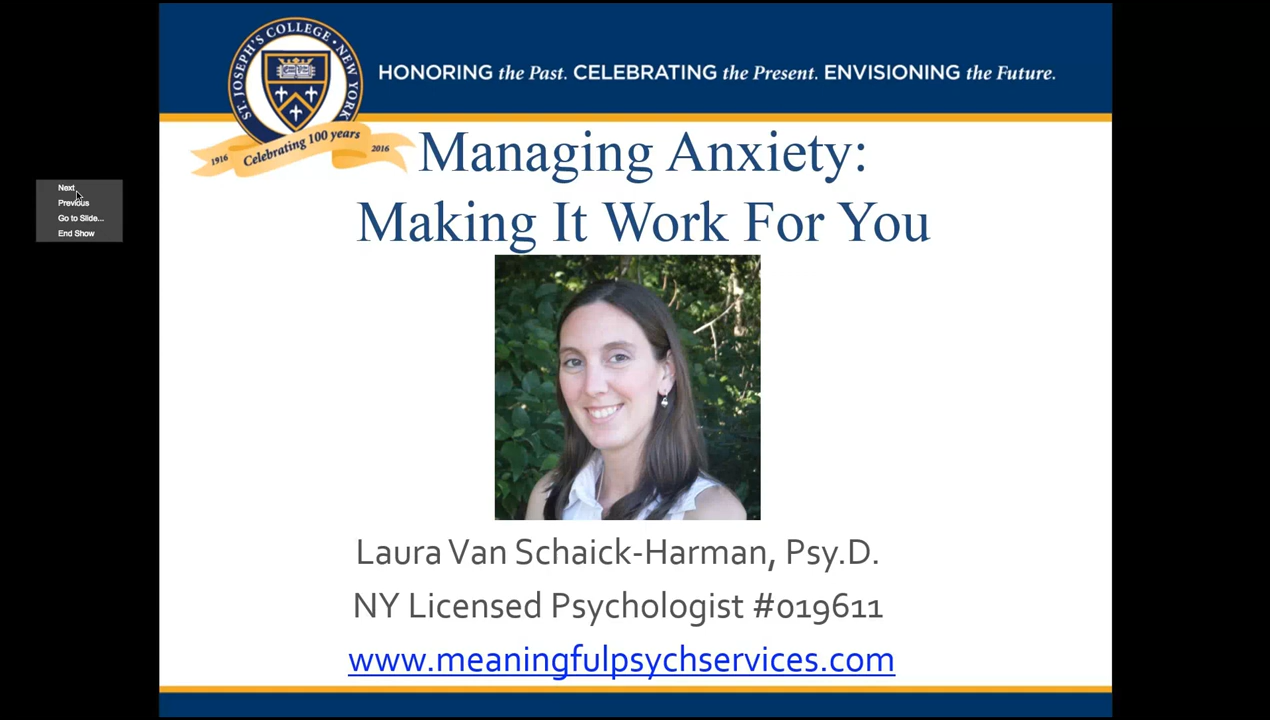 ST. JOSEPH'S COLLEGE • NEW YORK
HONORING the Past. CELEBRATING the Present. ENVISIONING the Future.
1916 Celebrating 100 years 2016
Managing Anxiety:
Making It Work For You
Next
Previous
Go to Slide...
End Show
Laura Van Schaick-Harman, Psy.D.
NY Licensed Psychologist #019611
www.meaningfulpsychservices.com